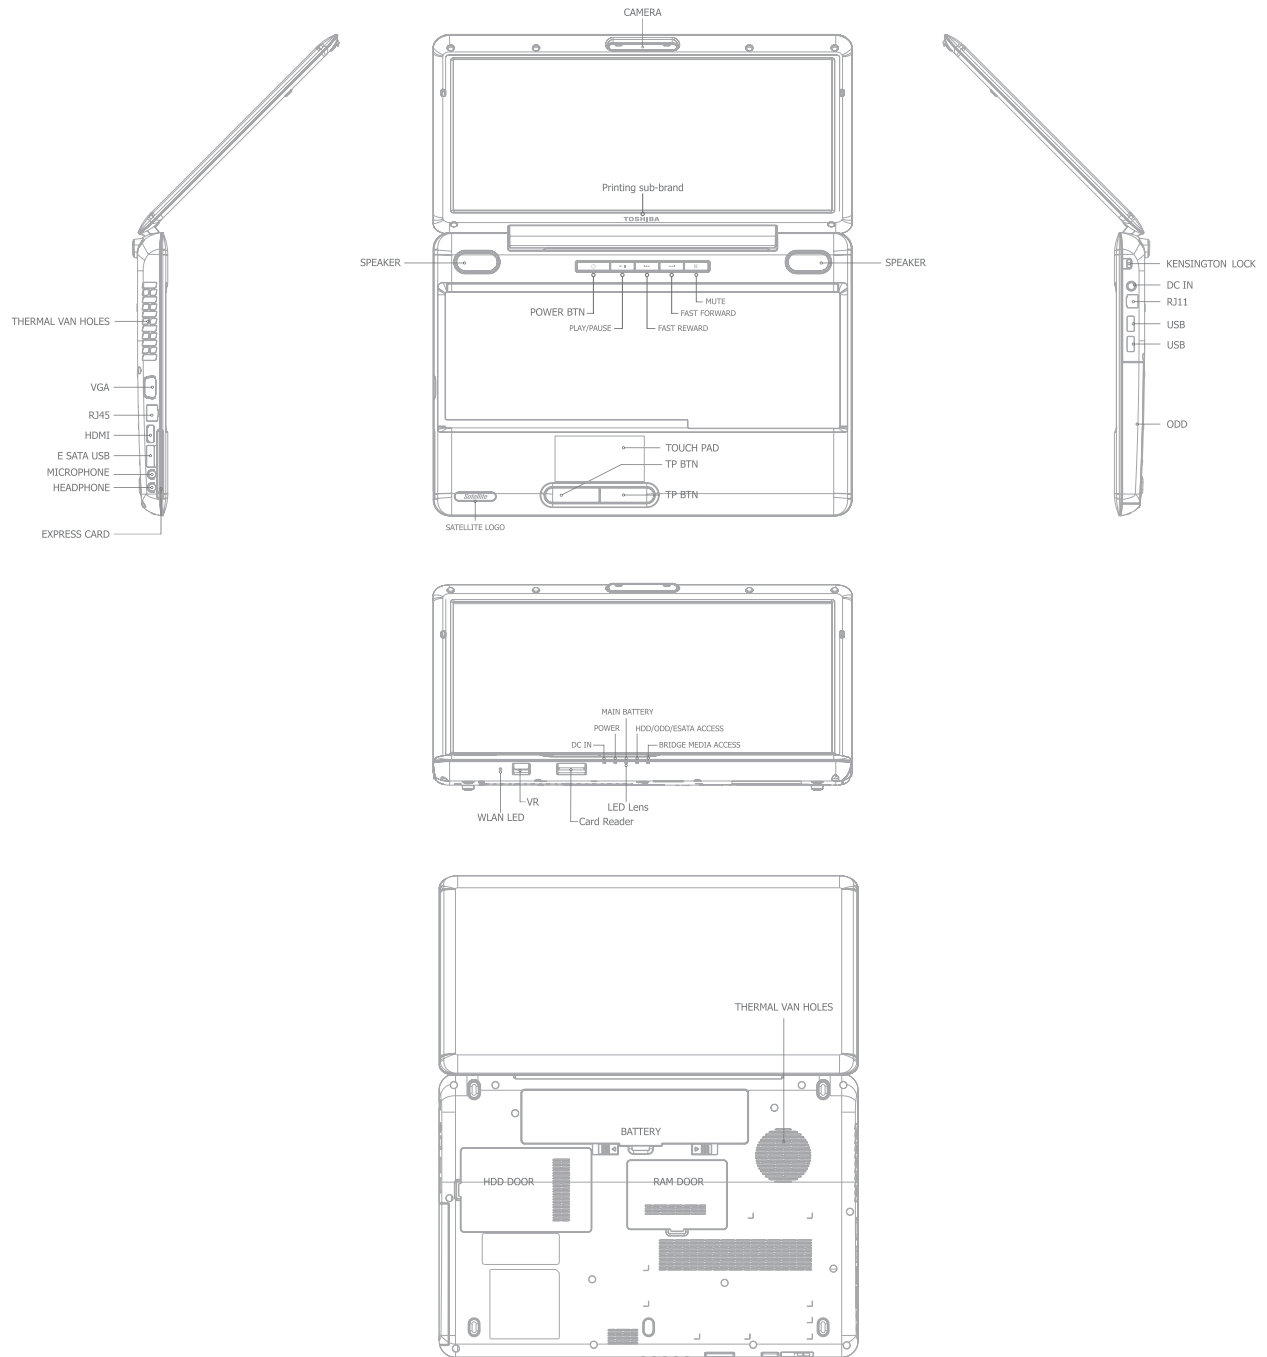 CAMERA
Printing sub-brand
TOSHIBA
SPEAKER
SPEAKER
POWER BTN
PLAY/PAUSE
MUTE
FAST FORWARD
FAST REWARD
THERMAL VAN HOLES
VGA
RJ45
HDMI
E SATA USB
MICROPHONE
HEADPHONE
EXPRESS CARD
TOUCH PAD
TP BTN
TP BTN
Satellite
SATELLITE LOGO
KENSINGTON LOCK
DC IN
RJ11
USB
USB
ODD
MAIN BATTERY
POWER
HDD/ODD/ESATA ACCESS
DC IN
BRIDGE MEDIA ACCESS
WLAN LED
VR
LED Lens
Card Reader
THERMAL VAN HOLES
BATTERY
HDD DOOR
RAM DOOR